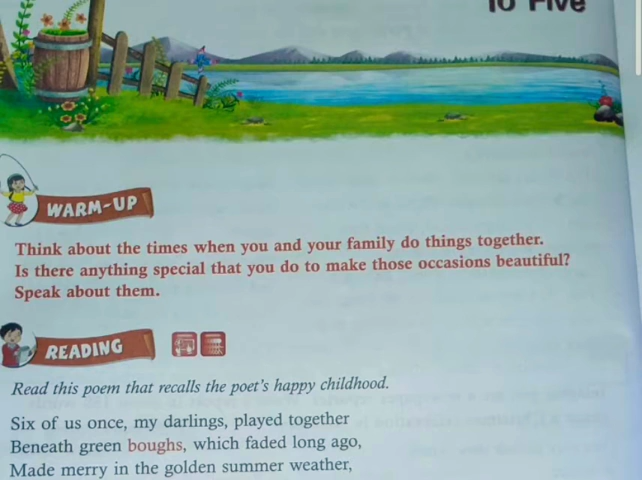 To Five
WARM-UP
Think about the times when you and your family do things together.
Is there anything special that you do to make those occasions beautiful?
Speak about them.
READING
Read this poem that recalls the poet's happy childhood.
Six of us once, my darlings, played together
Beneath green boughs, which faded long ago,
Made merry in the golden summer weather,